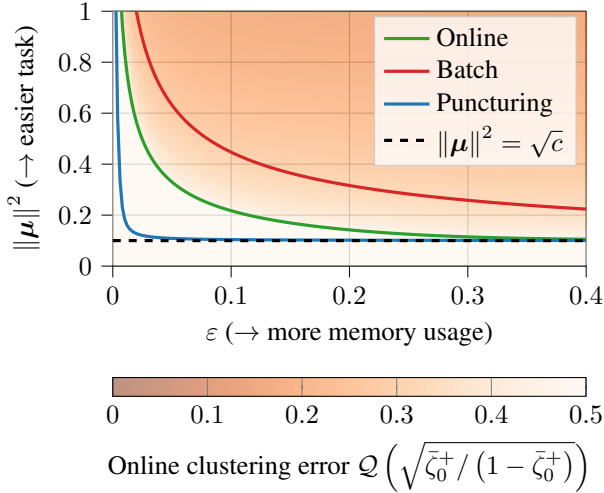 1
0.8
0.6
0.4
0.2
0
‖μ‖² (→ easier task)
Online
Batch
Puncturing
‖μ‖² = √c
0
0.1
0.2
0.3
0.4
ε (→ more memory usage)
0
0.1
0.2
0.3
0.4
0.5
Online clustering error 𝒬(√(ζ̄₀⁺/(1 − ζ̄₀⁺)))